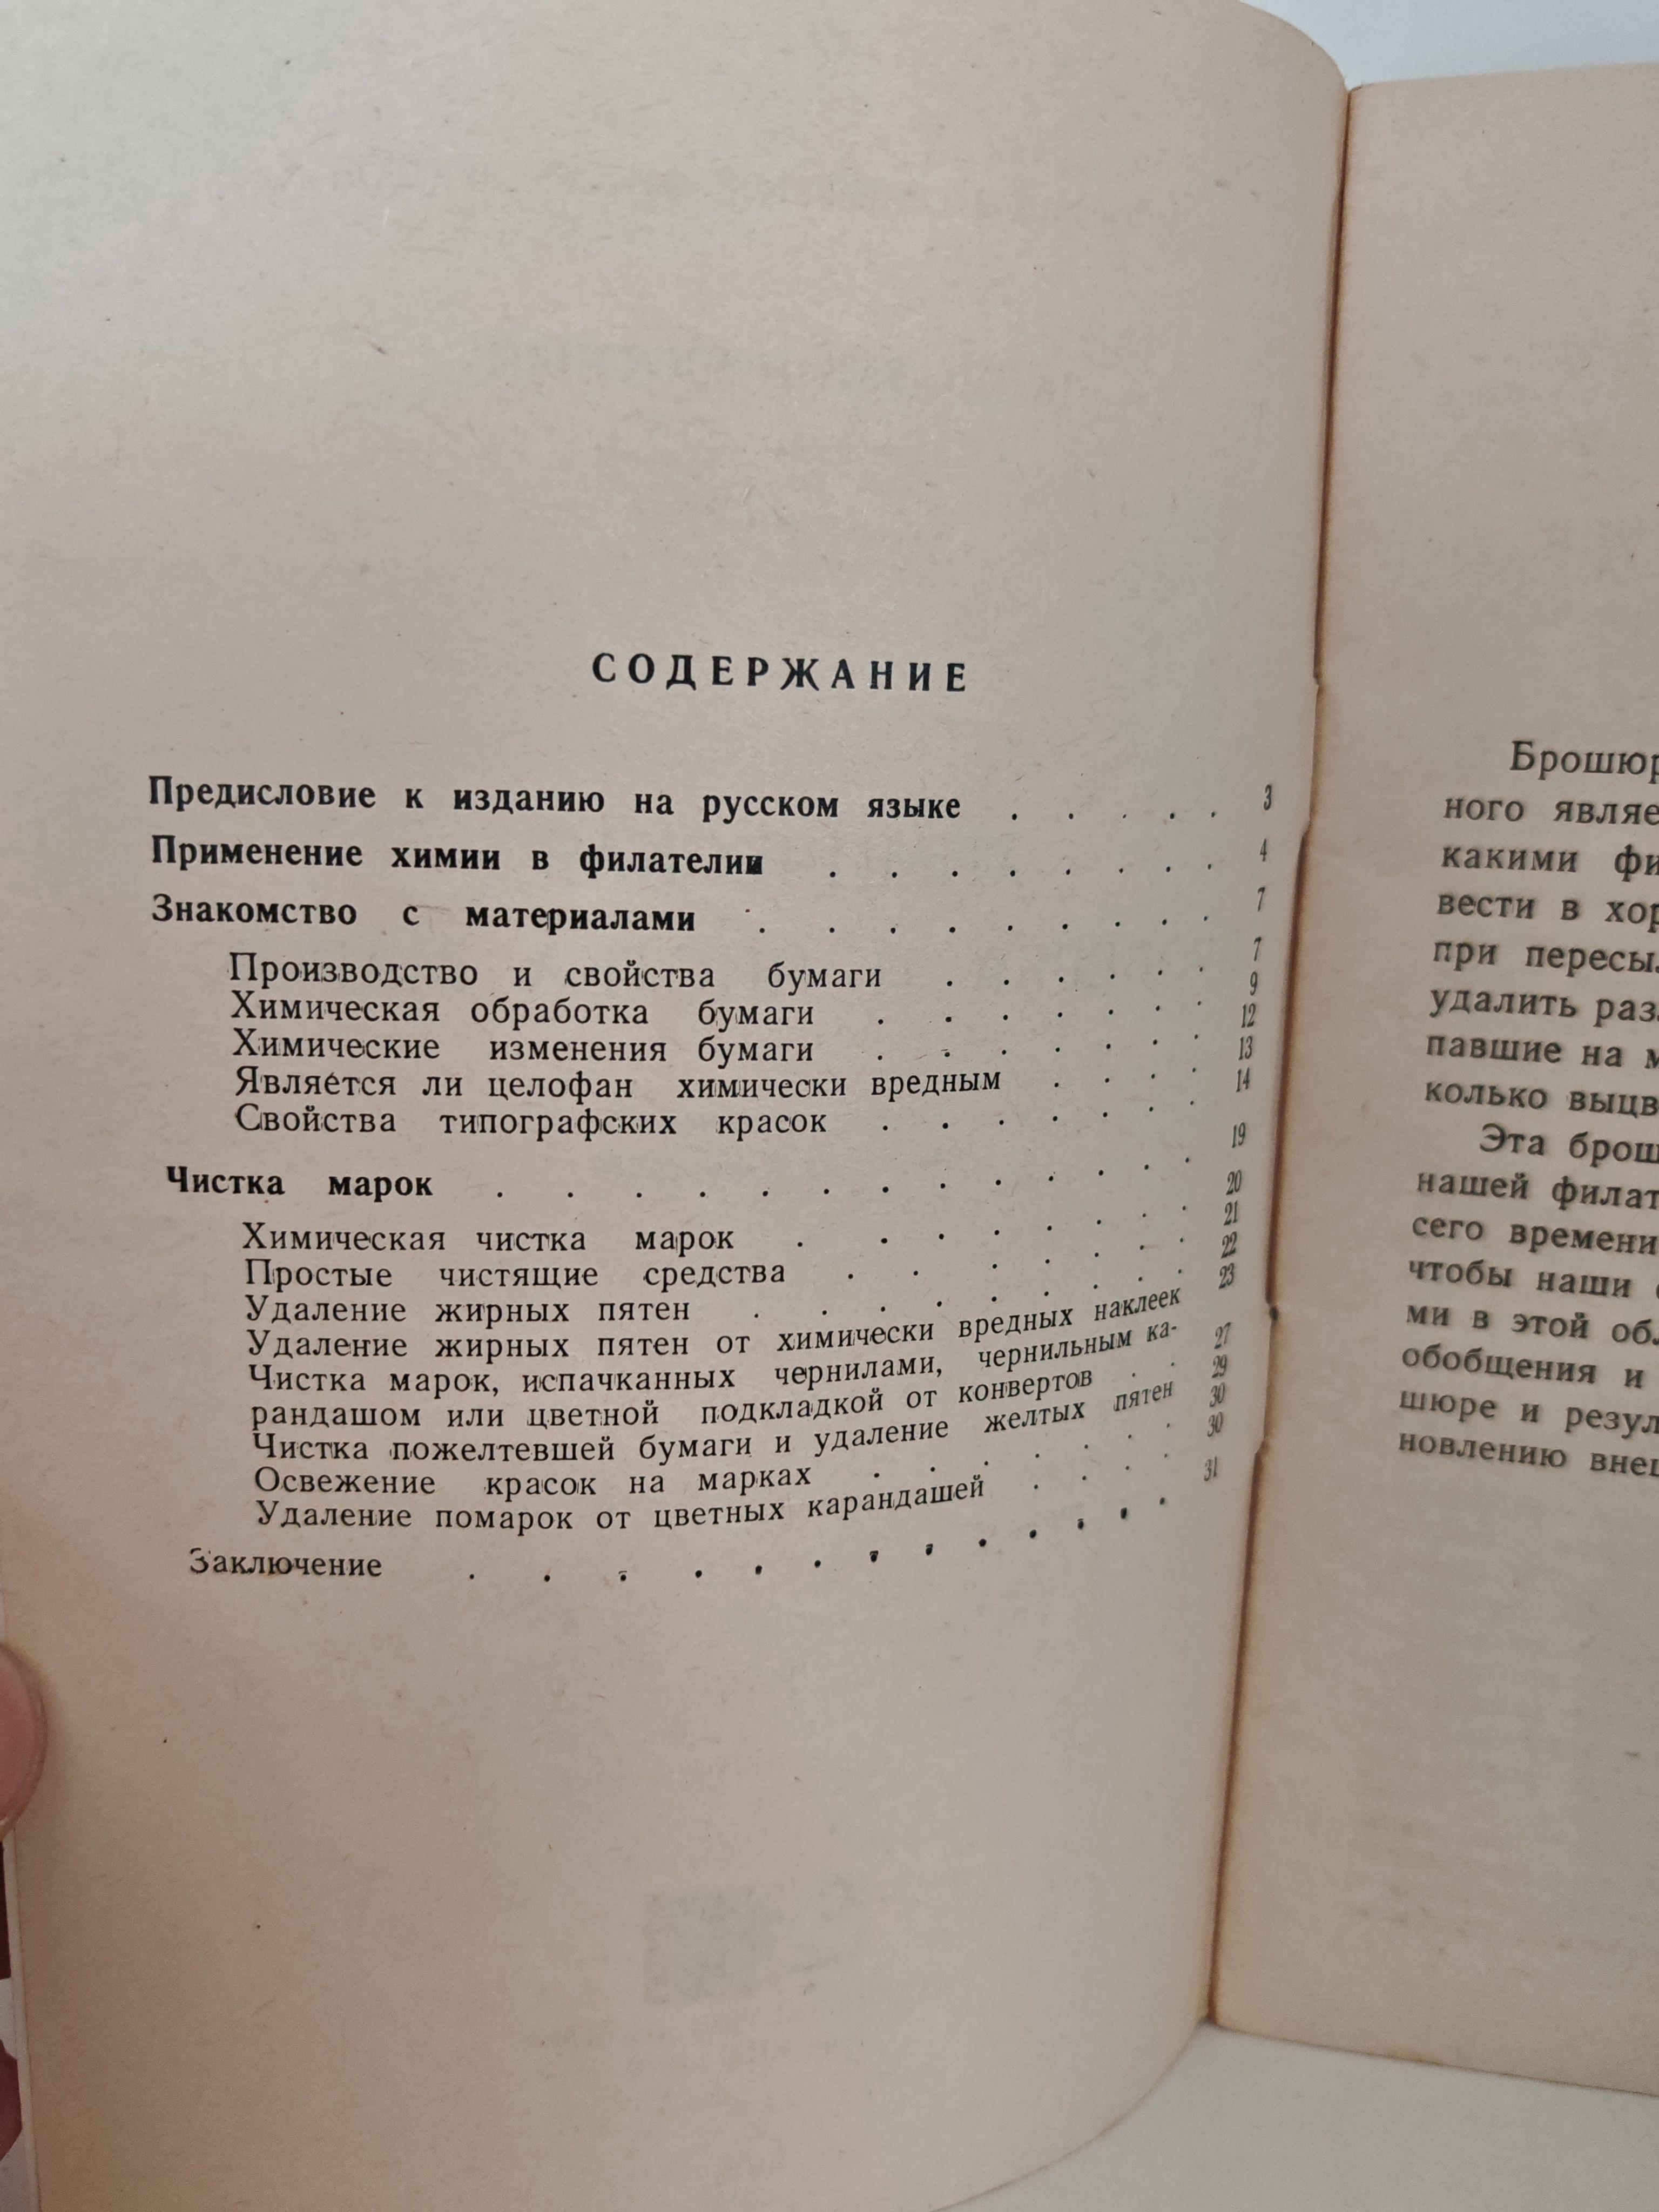 СОДЕРЖАНИЕ
Предисловие к изданию на русском языке . . . . . 3
Применение химии в филателии . . . . . . . . 4
Знакомство с материалами . . . . . . . . 7
Производство и свойства бумаги . . . . . 7
Химическая обработка бумаги . . . . . . 9
Химические изменения бумаги . . . . . . 12
Является ли целофан химически вредным . . . . 13
Свойства типографских красок . . . . . . 14
Чистка марок . . . . . . . . . . . 19
Химическая чистка марок . . . . . . 20
Простые чистящие средства . . . . . . 21
Удаление жирных пятен . . . . . . . 22
Удаление жирных пятен от химически вредных наклеек 23
Чистка марок, испачканных чернилами, чернильным ка-
рандашом или цветной подкладкой от конвертов . . 27
Чистка пожелтевшей бумаги и удаление желтых пятен 29
Освежение красок на марках . . . . . . 30
Удаление помарок от цветных карандашей . . . . 30
Заключение . . . . . . . . . . . . 31
Брошюр
ного являе
какими фи
вести в хор
при пересы
удалить раз
павшие на м
колько выцв
Эта брош
нашей филат
сего времени
чтобы наши
ми в этой обл
обобщения и
шюре и резул
новлению внеш